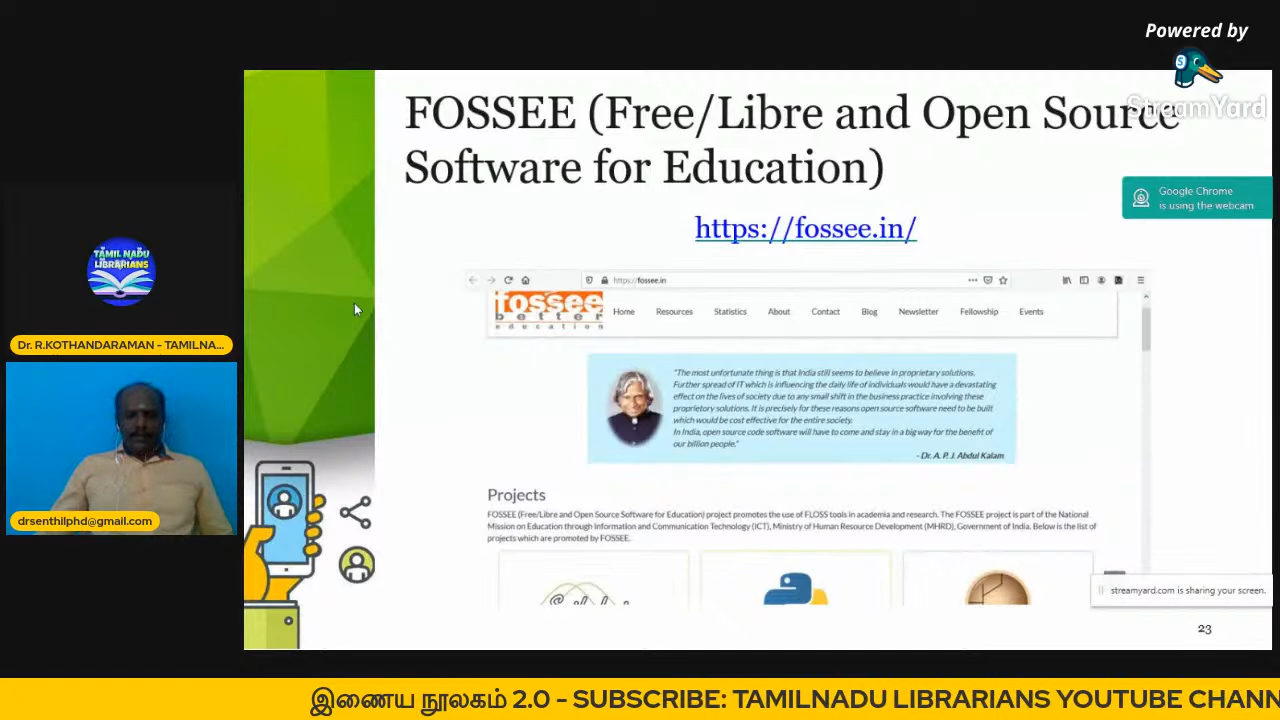 Powered by
StreamYard
FOSSEE (Free/Libre and Open Source
Software for Education)
https://fossee.in/
Google Chrome
is using the webcam
https://fossee.in
fossee
better
education
Home Resources Statistics About Contact Blog Newsletter Fellowship Events
"The most unfortunate thing is that India still seems to believe in proprietary solutions.
Further spread of IT which is influencing the daily life of individuals would have a devastating
effect on the lives of society due to any small shift in the business practice involving these
proprietary solutions. It is precisely for these reasons open source software need to be built
which would be cost effective for the entire society.
In India, open source code software will have to come and stay in a big way for the benefit of
our billion people."
- Dr. A. P. J. Abdul Kalam
Projects
FOSSEE (Free/Libre and Open Source Software for Education) project promotes the use of FLOSS tools in academia and research. The FOSSEE project is part of the National
Mission on Education through Information and Communication Technology (ICT), Ministry of Human Resource Development (MHRD), Government of India. Below is the list of
projects which are promoted by FOSSEE.
streamyard.com is sharing your screen.
23
TAMIL NADU
LIBRARIANS
Dr. R.KOTHANDARAMAN - TAMILNA...
drsenthilphd@gmail.com
இணைய நூலகம் 2.0 - SUBSCRIBE: TAMILNADU LIBRARIANS YOUTUBE CHANN